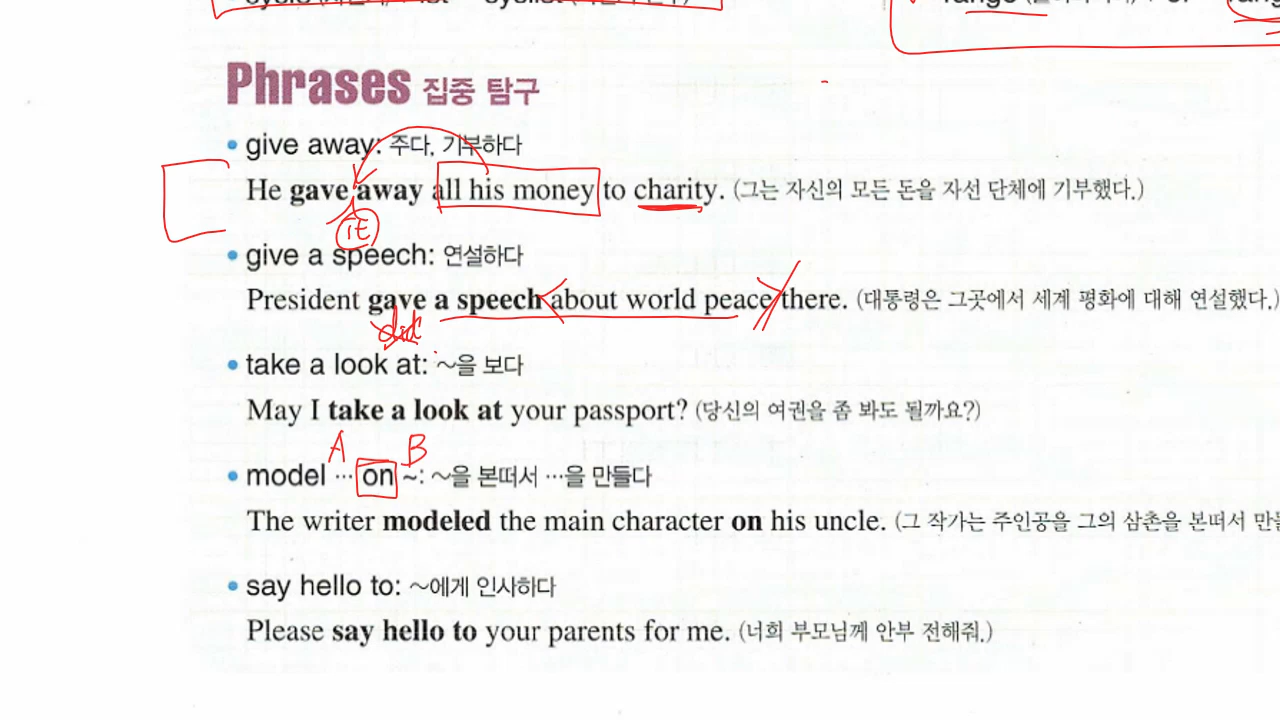 Phrases 집중 탐구
• give away: 주다, 기부하다
He gave away all his money to charity. (그는 자신의 모든 돈을 자선 단체에 기부했다.)
it
• give a speech: 연설하다
President gave a speech about world peace there. (대통령은 그곳에서 세계 평화에 대해 연설했다.)
• take a look at: ~을 보다
May I take a look at your passport? (당신의 여권을 좀 봐도 될까요?)
A B
• model … on ~: ~을 본떠서 …을 만들다
The writer modeled the main character on his uncle. (그 작가는 주인공을 그의 삼촌을 본떠서
• say hello to: ~에게 인사하다
Please say hello to your parents for me. (너희 부모님께 안부 전해줘.)